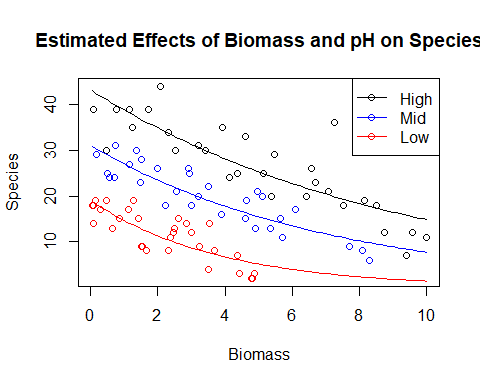 Estimated Effects of Biomass and pH on Species
High
Mid
Low
Species
40
30
20
10
0
2
4
6
8
10
Biomass